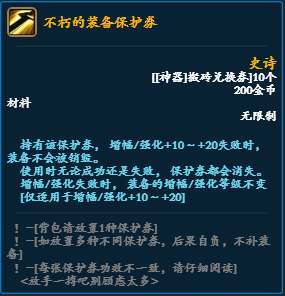 不朽的装备保护券
史诗
[[神器]搬砖兑换券]10个
200金币
材料
无限制
持有该保护券, 增幅/强化+10～+20失败时,
装备不会被销毁。
使用时无论成功还是失败, 保护券都会消失。
增幅/强化失败时, 装备的增幅/强化等级不变
[仅适用于增幅/强化+10～+20]
！-[背包请放置1种保护券]
！-[如放置多种不同保护券, 后果自负, 不补装
备]
！-[每张保护券功效不一致, 请仔细阅读]
<放手一搏吧别顾虑太多>